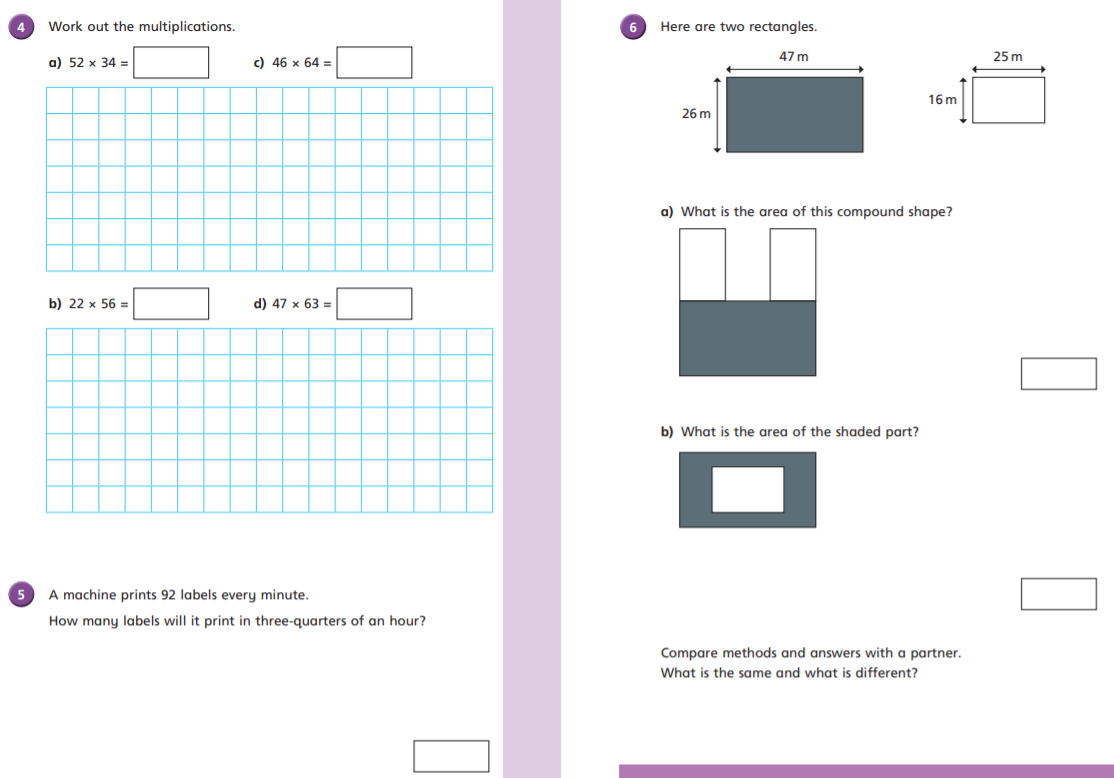 4 Work out the multiplications.
a) 52 × 34 =
c) 46 × 64 =
b) 22 × 56 =
d) 47 × 63 =
5 A machine prints 92 labels every minute.
How many labels will it print in three-quarters of an hour?
6 Here are two rectangles.
47 m
25 m
26 m
16 m
a) What is the area of this compound shape?
b) What is the area of the shaded part?
Compare methods and answers with a partner.
What is the same and what is different?